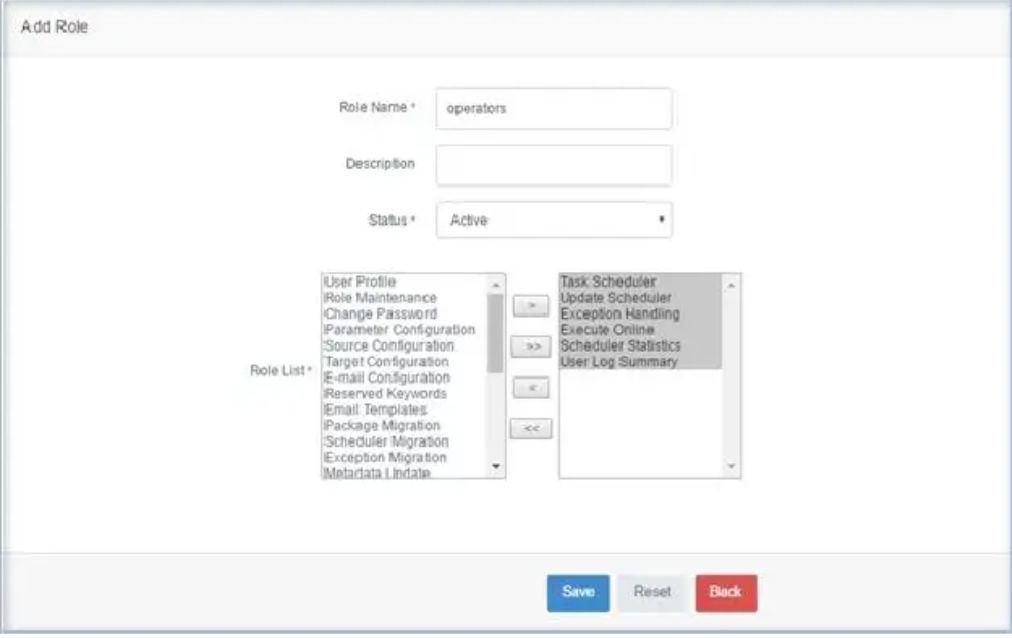 Add Role
Role Name *
operators
Description
Status *
Active
Role List *
User Profile
Role Maintenance
Change Password
Parameter Configuration
Source Configuration
Target Configuration
E-mail Configuration
Reserved Keywords
Email Templates
Package Migration
Scheduler Migration
Exception Migration
Metadata Update
>
>>
<
<<
Task Scheduler
Update Scheduler
Exception Handling
Execute Online
Scheduler Statistics
User Log Summary
Save
Reset
Back